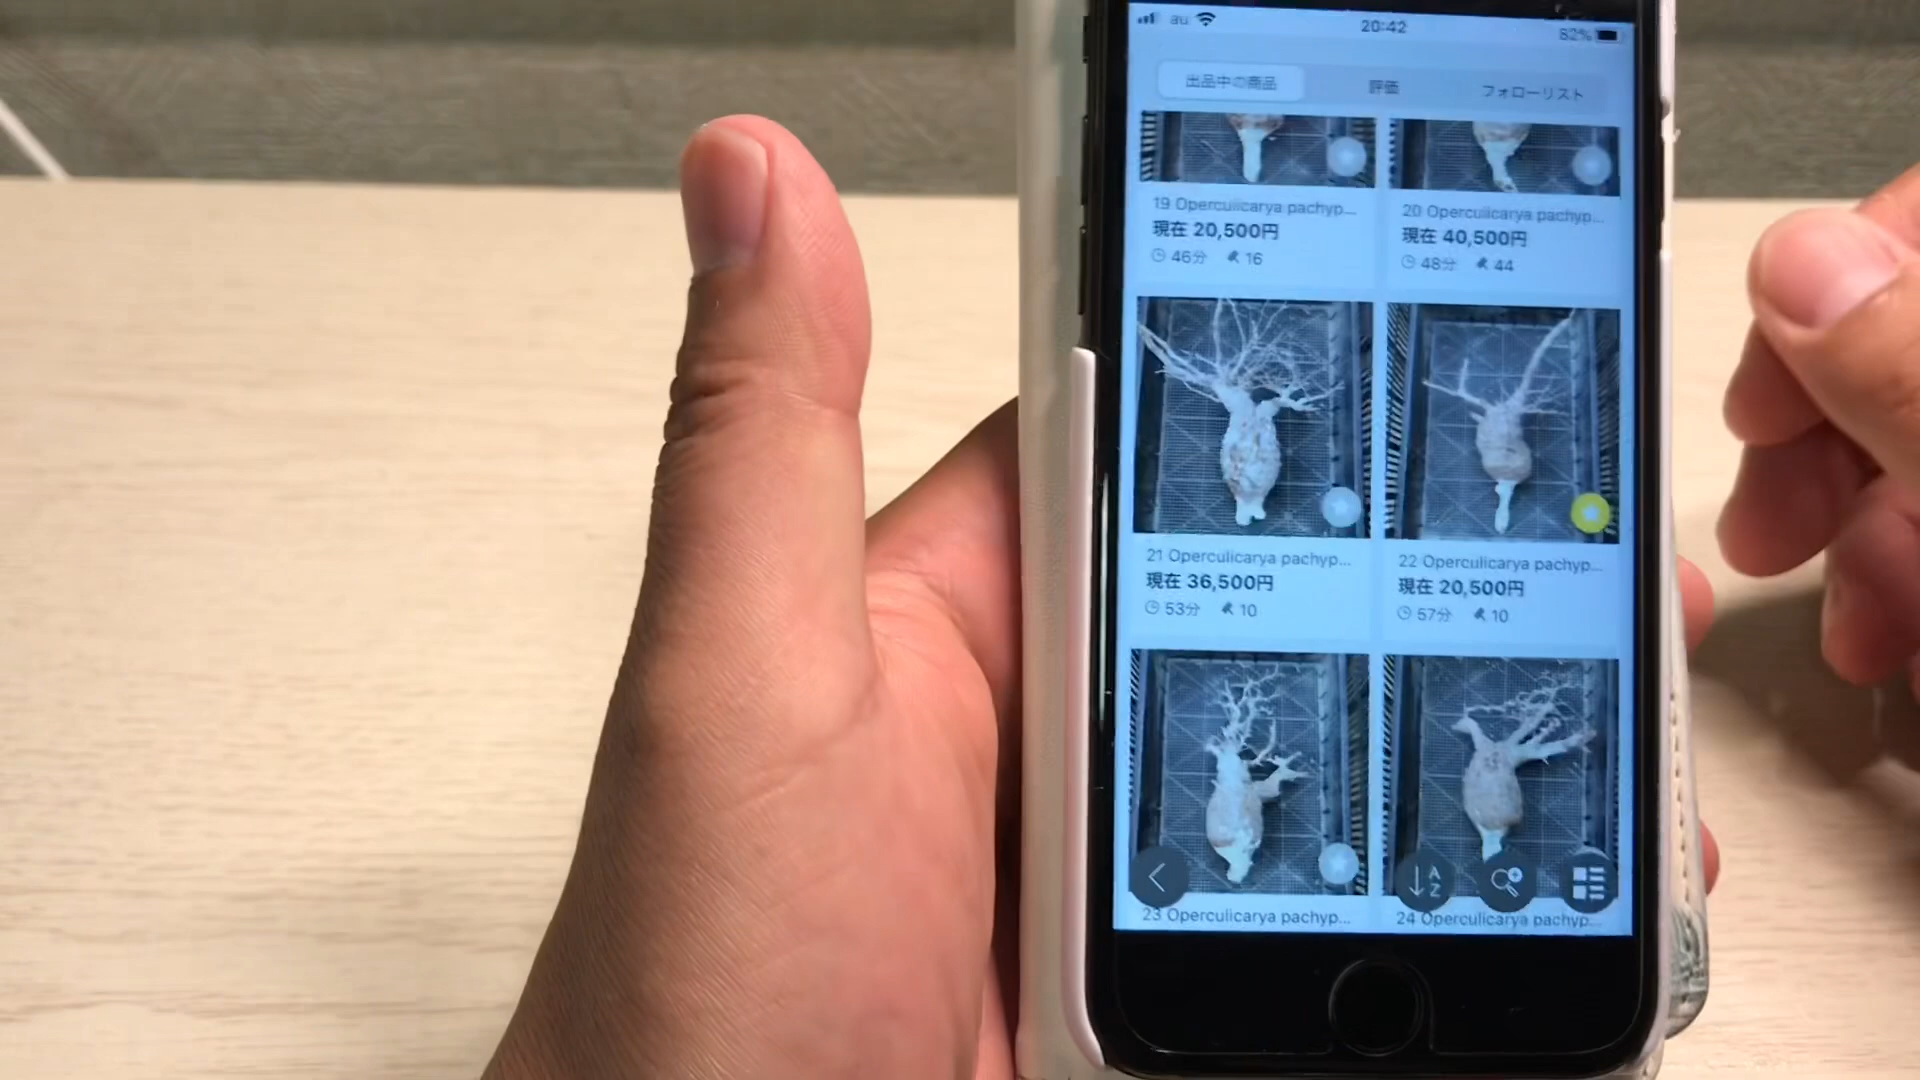 au
20:42
82%
出品中の商品
評価
フォローリスト
19 Operculicarya pachyp...
現在 20,500円
46分 16
20 Operculicarya pachyp...
現在 40,500円
48分 44
21 Operculicarya pachyp...
現在 36,500円
53分 10
22 Operculicarya pachyp...
現在 20,500円
57分 10
A
Z
23 Operculicarya pachyp...
24 Operculicarya pachyp...